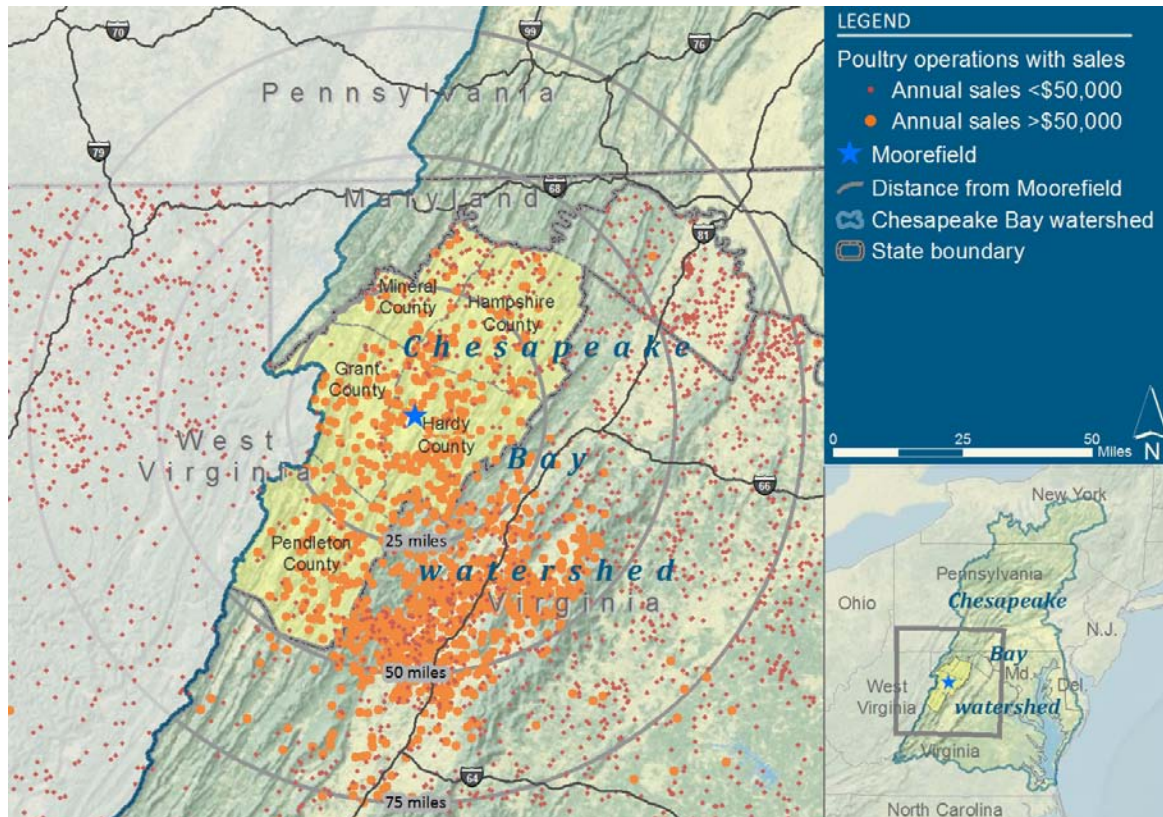 70
99
76
Pennsylvania
79
68
Maryland
81
Mineral
County
Hampshire
County
Chesapeake
Grant
County
Hardy
County
West
Virginia
Bay
66
25 miles
Pendleton
County
watershed
Virginia
50 miles
64
75 miles
LEGEND
Poultry operations with sales
Annual sales <$50,000
Annual sales >$50,000
Moorefield
Distance from Moorefield
Chesapeake Bay watershed
State boundary
0 25 50
Miles
N
New York
Pennsylvania
Ohio
Chesapeake
N.J.
Bay
Md.
Del.
West
Virginia
watershed
Virginia
North Carolina